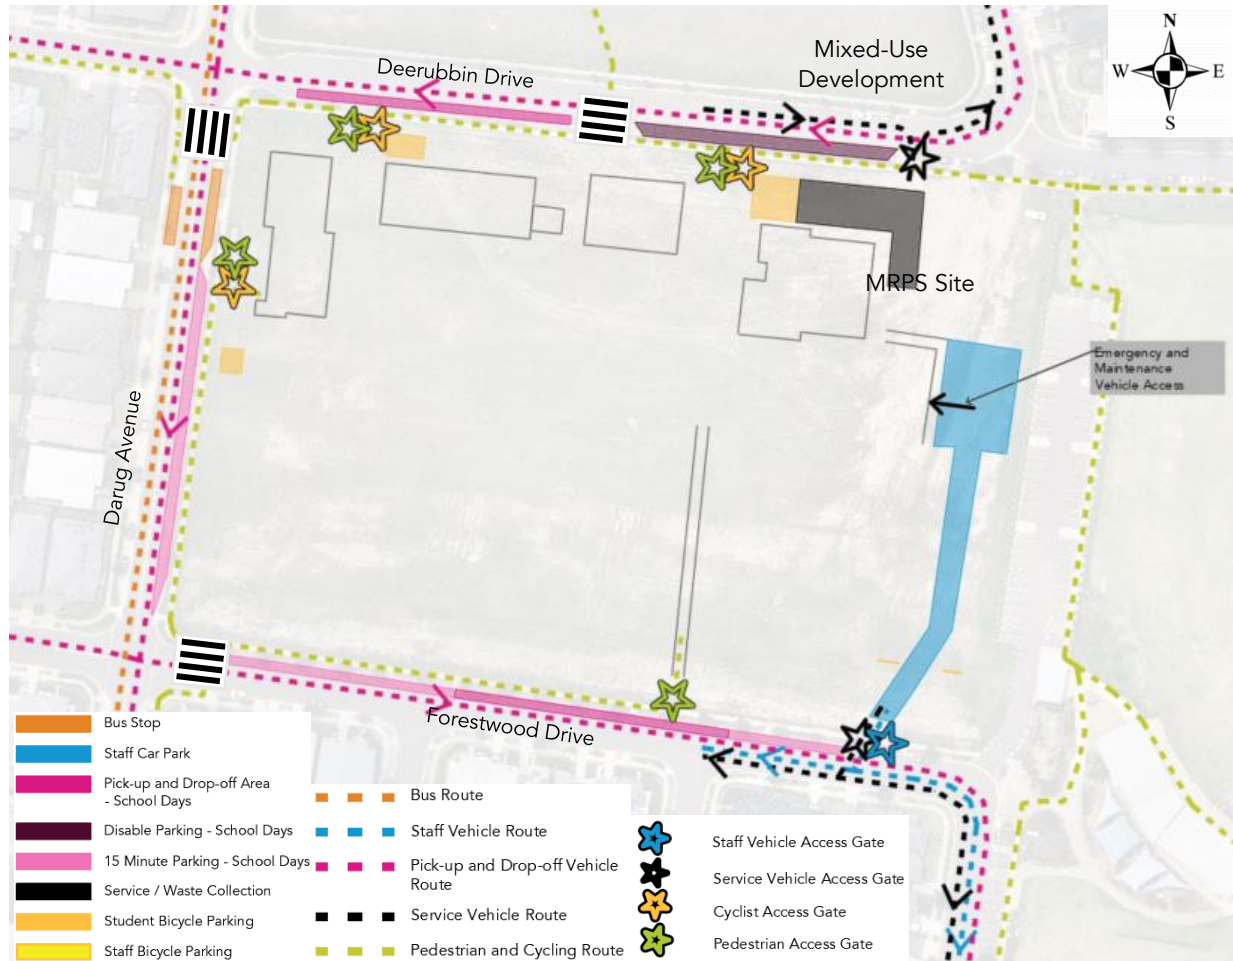 N
W
E
S
Mixed-Use
Development
Deerubbin Drive
MRPS Site
Emergency and
Maintenance
Vehicle Access
Darug Avenue
Forestwood Drive
Bus Stop
Staff Car Park
Pick-up and Drop-off Area
- School Days
Disable Parking - School Days
15 Minute Parking - School Days
Service / Waste Collection
Student Bicycle Parking
Staff Bicycle Parking
Bus Route
Staff Vehicle Route
Pick-up and Drop-off Vehicle
Route
Service Vehicle Route
Pedestrian and Cycling Route
Staff Vehicle Access Gate
Service Vehicle Access Gate
Cyclist Access Gate
Pedestrian Access Gate